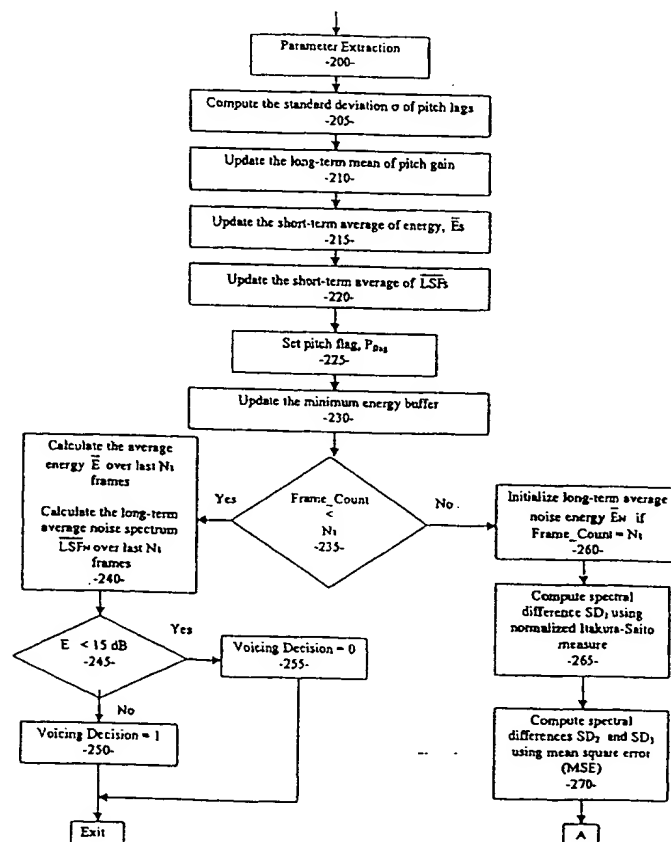 Parameter Extraction
-200-
Compute the standard deviation σ of pitch lags
-205-
Update the long-term mean of pitch gain
-210-
Update the short-term average of energy, E̅s
-215-
Update the short-term average of L̅S̅F̅s
-220-
Set pitch flag, Pflag
-225-
Update the minimum energy buffer
-230-
Calculate the average
energy E̅ over last N₁
frames
Calculate the long-term
average noise spectrum
L̅S̅F̅ɴ over last N₁
frames
-240-
Yes
Frame_Count
<
N₁
-235-
No
Initialize long-term average
noise energy E̅ɴ if
Frame_Count = N₁
-260-
Compute spectral
difference SD₁ using
normalized Itakura-Saito
measure
-265-
E < 15 dB
-245-
Yes
Voicing Decision = 0
-255-
No
Voicing Decision = 1
-250-
Compute spectral
differences SD₂ and SD₃
using mean square error
(MSE)
-270-
Exit
A